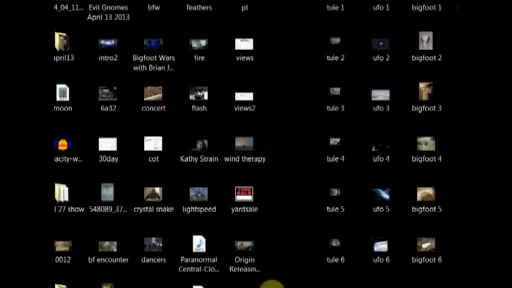 4_04_11... Evil Gnomes April 13 2013 bfw feathers pt tule 1 ufo 1 bigfoot 1
april13 intro2 Bigfoot Wars with Brian J... fire views tule 2 ufo 2 bigfoot 2
moon 6a32 concert flash views2 tule 3 ufo 3 bigfoot 3
acity-w... 30day cot Kathy Strain wind therapy tule 4 ufo 4 bigfoot 4
l 27 show 548089_37... crystal snake lightspeed yardsale tule 5 ufo 5 bigfoot 5
0012 bf encounter dancers Paranormal Central-Clo... Origin Releasin... tule 6 ufo 6 bigfoot 6